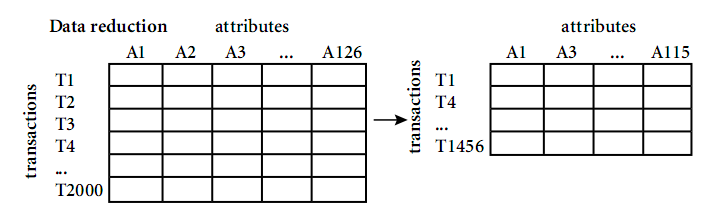 Data reduction
attributes
A1 A2 A3 ... A126
transactions
T1
T2
T3
T4
...
T2000
attributes
A1 A3 ... A115
transactions
T1
T4
...
T1456